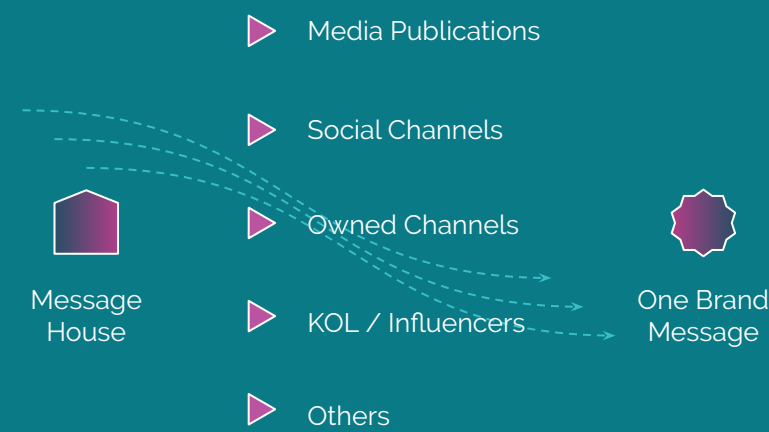 Media Publications
Social Channels
Owned Channels
KOL / Influencers
Others
Message
House
One Brand
Message